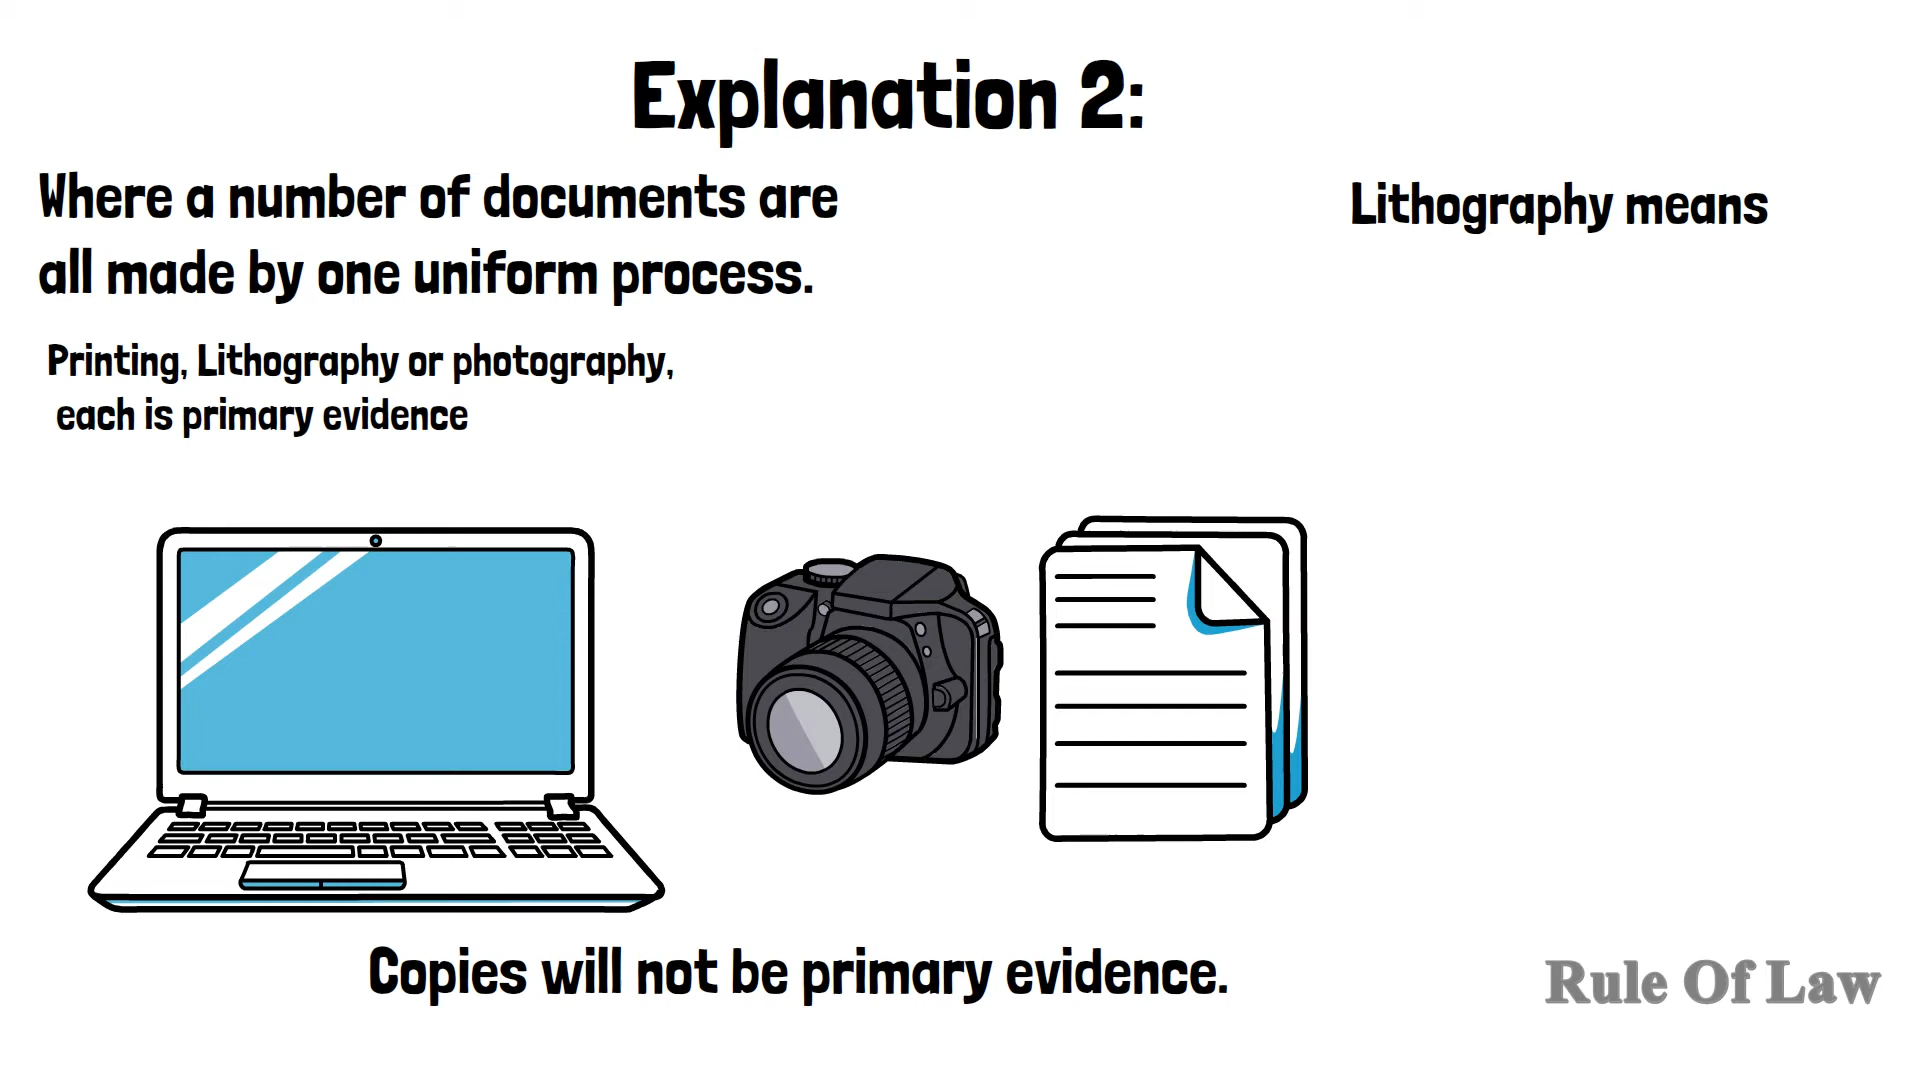 Explanation 2:
Where a number of documents are
all made by one uniform process.
Lithography means
Printing, Lithography or photography,
each is primary evidence
Copies will not be primary evidence.
Rule Of Law